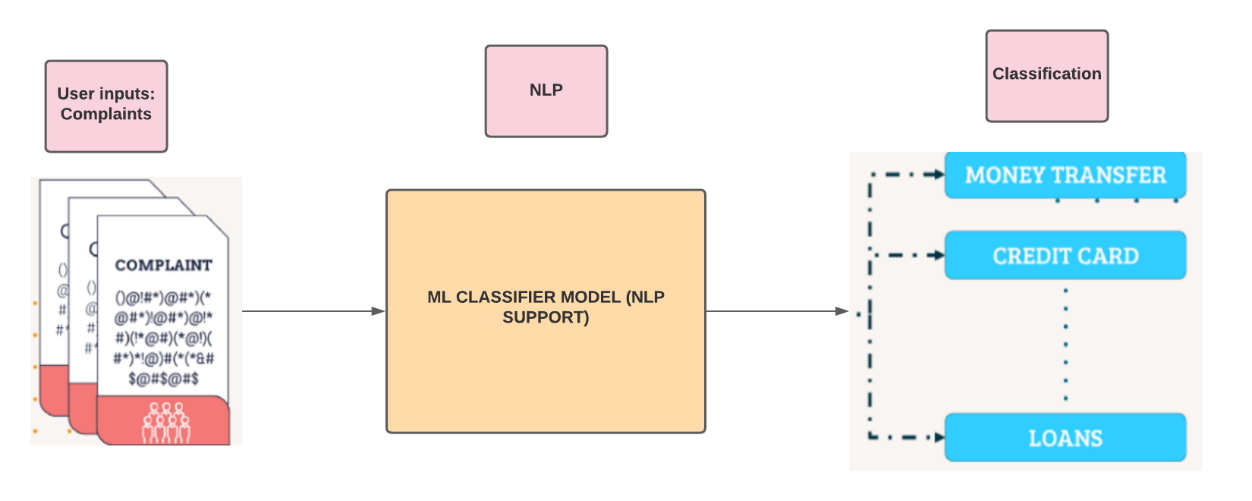 User inputs:
Complaints
NLP
Classification
COMPLAINT
()@!#*)@#*)(*
@#*)!@#*)@!*
#)(!*@#)(*@!)(
#*)*!@)#(*(*&#
$@#$@#$
ML CLASSIFIER MODEL (NLP
SUPPORT)
MONEY TRANSFER
CREDIT CARD
LOANS